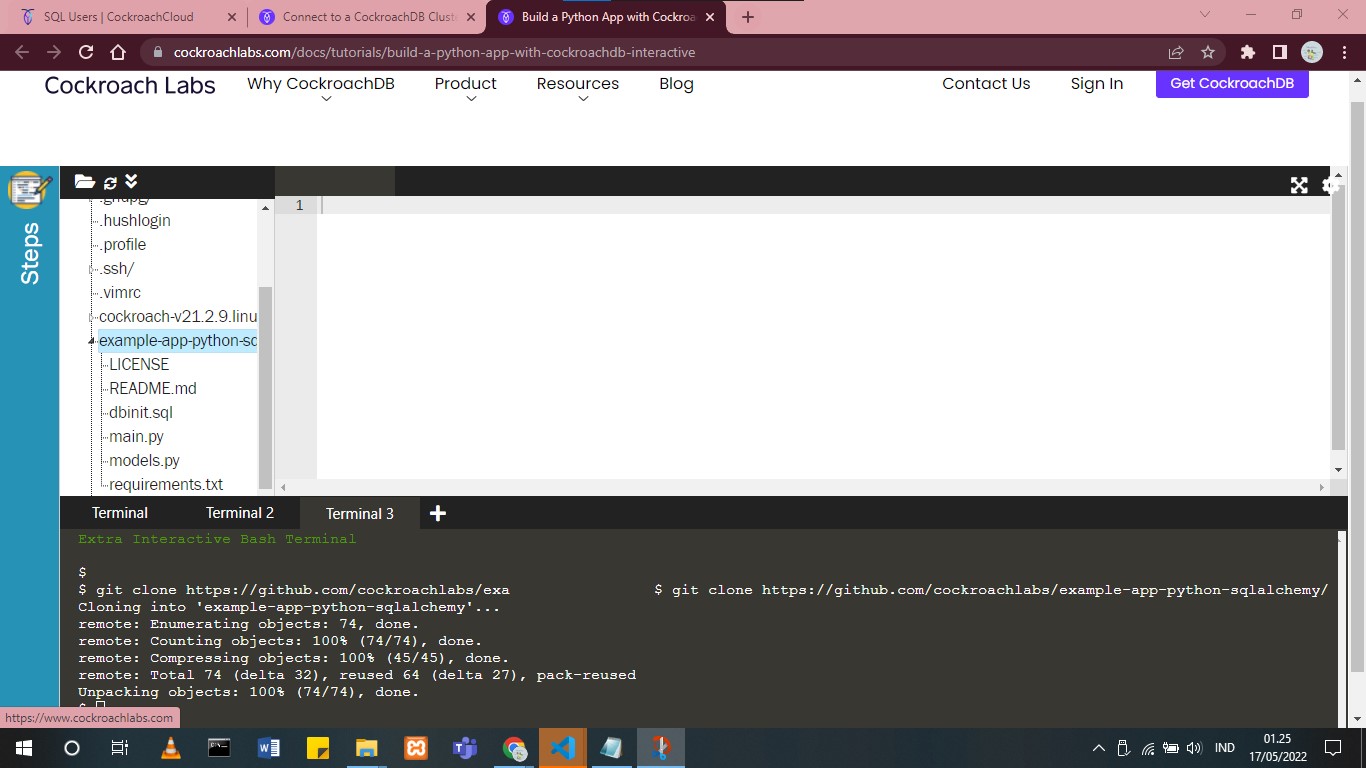 SQL Users | CockroachCloud
Connect to a CockroachDB Clust
Build a Python App with Cockroa
cockroachlabs.com/docs/tutorials/build-a-python-app-with-cockroachdb-interactive
Cockroach Labs
Why CockroachDB
Product
Resources
Blog
Contact Us
Sign In
Get CockroachDB
Steps
.gnupg/
.hushlogin
.profile
.ssh/
.vimrc
cockroach-v21.2.9.linu
example-app-python-sq
LICENSE
README.md
dbinit.sql
main.py
models.py
requirements.txt
1
Terminal
Terminal 2
Terminal 3
Extra Interactive Bash Terminal
$
$ git clone https://github.com/cockroachlabs/exa $ git clone https://github.com/cockroachlabs/example-app-python-sqlalchemy/
Cloning into 'example-app-python-sqlalchemy'...
remote: Enumerating objects: 74, done.
remote: Counting objects: 100% (74/74), done.
remote: Compressing objects: 100% (45/45), done.
remote: Total 74 (delta 32), reused 64 (delta 27), pack-reused
Unpacking objects: 100% (74/74), done.
$
https://www.cockroachlabs.com
IND
01.25
17/05/2022